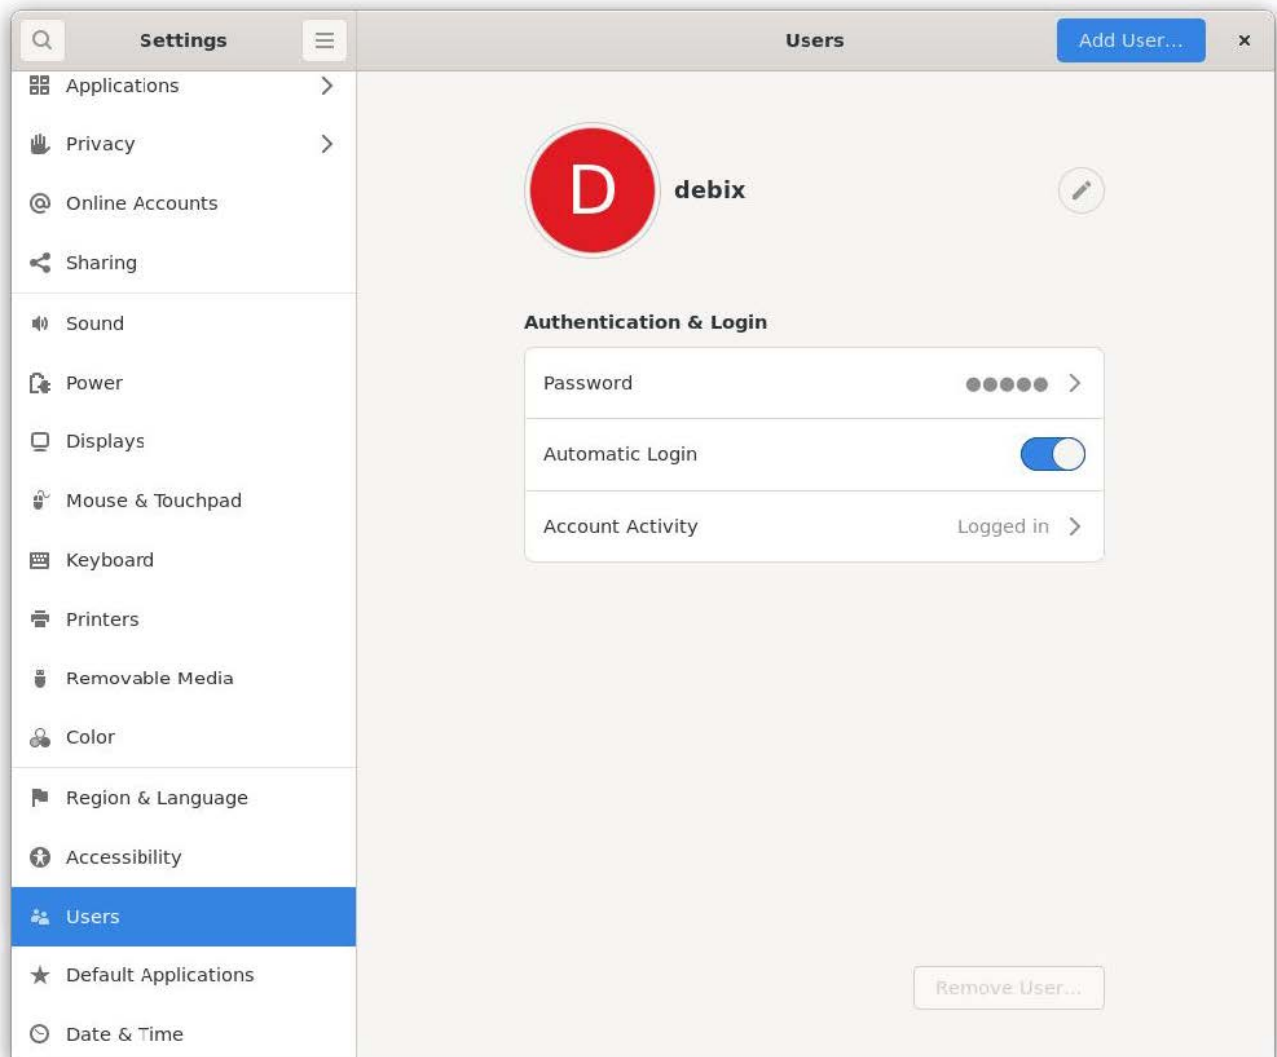 Settings
Users
Add User...
Applications
Privacy
Online Accounts
Sharing
Sound
Power
Displays
Mouse & Touchpad
Keyboard
Printers
Removable Media
Color
Region & Language
Accessibility
Users
Default Applications
Date & Time
D
debix
Authentication & Login
Password
Automatic Login
Account Activity
Logged in
Remove User...